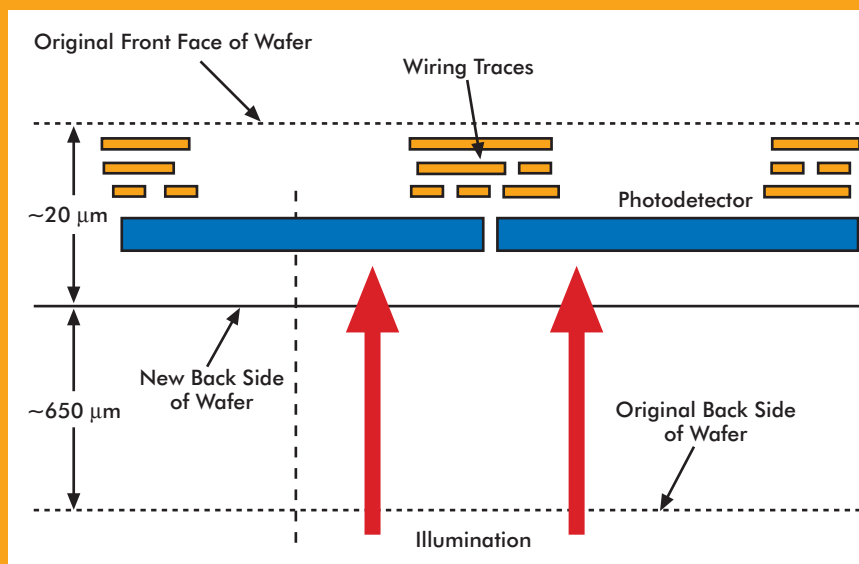 Original Front Face of Wafer
Wiring Traces
Photodetector
~20 μm
New Back Side
of Wafer
~650 μm
Original Back Side
of Wafer
Illumination